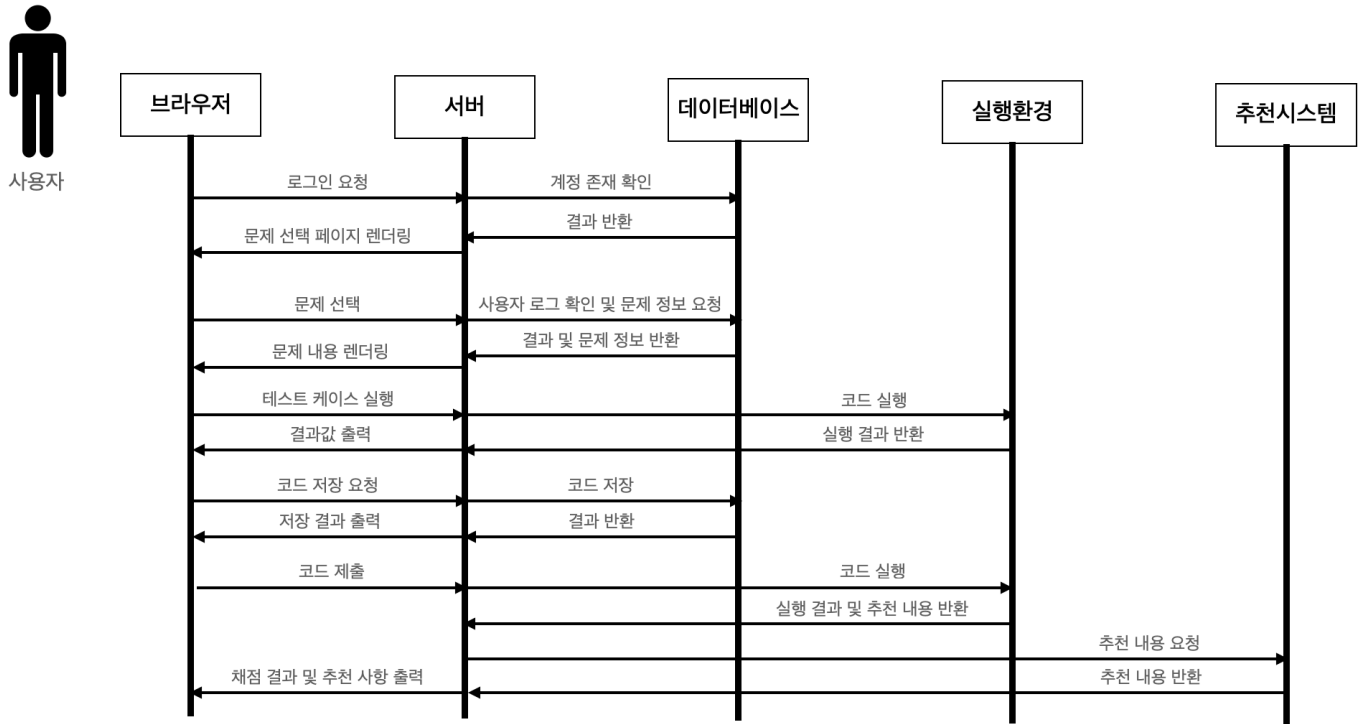 브라우저
서버
데이터베이스
실행환경
추천시스템
사용자
로그인 요청
계정 존재 확인
결과 반환
문제 선택 페이지 렌더링
문제 선택
사용자 로그 확인 및 문제 정보 요청
결과 및 문제 정보 반환
문제 내용 렌더링
테스트 케이스 실행
코드 실행
결과값 출력
실행 결과 반환
코드 저장 요청
코드 저장
저장 결과 출력
결과 반환
코드 제출
코드 실행
실행 결과 및 추천 내용 반환
추천 내용 요청
채점 결과 및 추천 사항 출력
추천 내용 반환